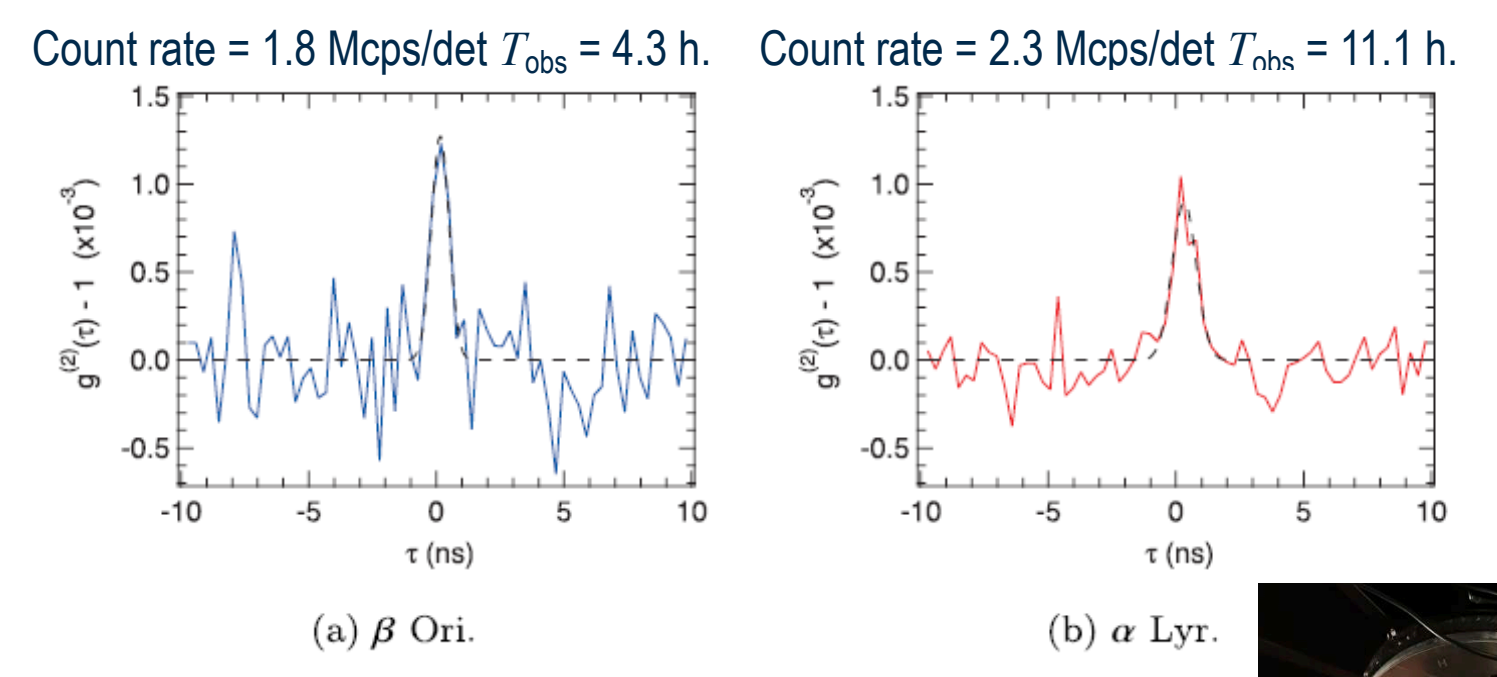 Count rate = 1.8 Mcps/det T_obs = 4.3 h.
Count rate = 2.3 Mcps/det T_obs = 11.1 h.
1.5
1.0
0.5
0.0
-0.5
g^(2)(τ) - 1 (x10^-3)
-10 -5 0 5 10
τ (ns)
(a) β Ori.
1.5
1.0
0.5
0.0
-0.5
g^(2)(τ) - 1 (x10^-3)
-10 -5 0 5 10
τ (ns)
(b) α Lyr.